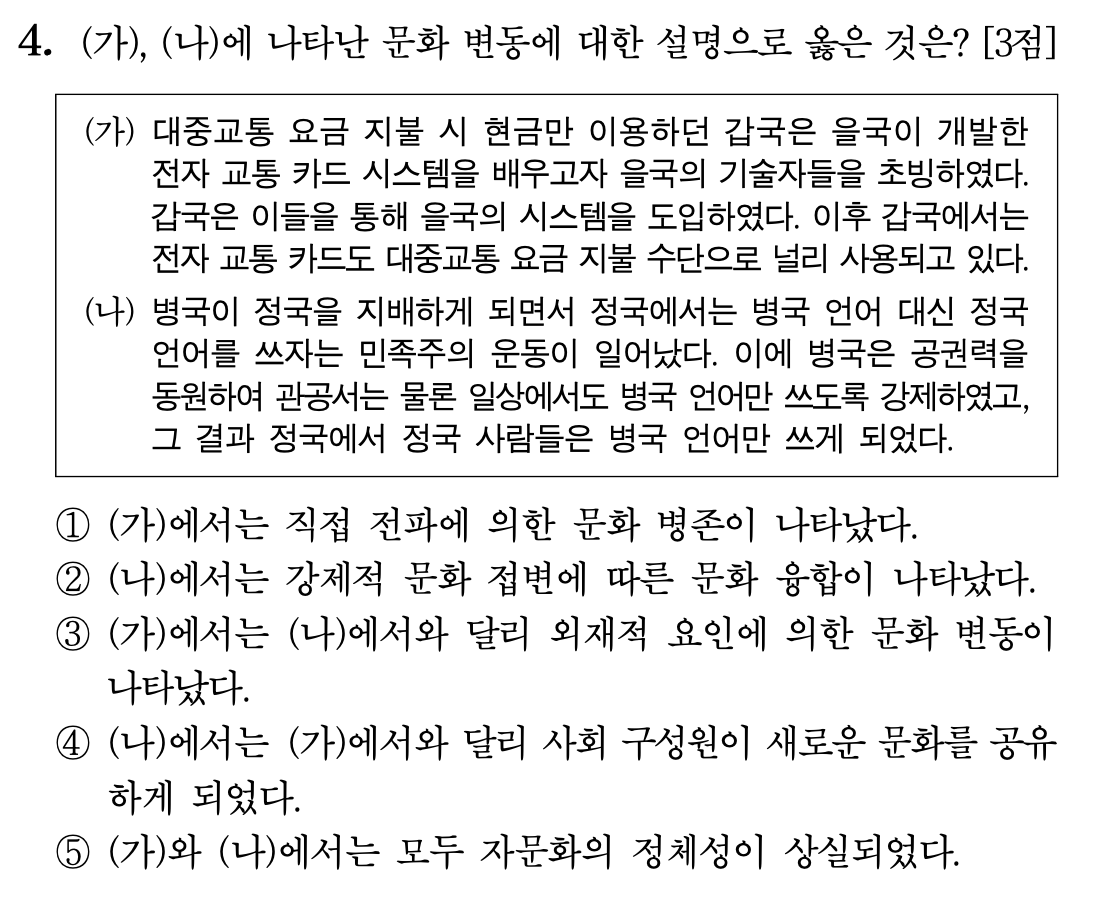 4. (가), (나)에 나타난 문화 변동에 대한 설명으로 옳은 것은? [3점]
(가) 대중교통 요금 지불 시 현금만 이용하던 갑국은 을국이 개발한
전자 교통 카드 시스템을 배우고자 을국의 기술자들을 초빙하였다.
갑국은 이들을 통해 을국의 시스템을 도입하였다. 이후 갑국에서는
전자 교통 카드도 대중교통 요금 지불 수단으로 널리 사용되고 있다.
(나) 병국이 정국을 지배하게 되면서 정국에서는 병국 언어 대신 정국
언어를 쓰자는 민족주의 운동이 일어났다. 이에 병국은 공권력을
동원하여 관공서는 물론 일상에서도 병국 언어만 쓰도록 강제하였고,
그 결과 정국에서 정국 사람들은 병국 언어만 쓰게 되었다.
① (가)에서는 직접 전파에 의한 문화 병존이 나타났다.
② (나)에서는 강제적 문화 접변에 따른 문화 융합이 나타났다.
③ (가)에서는 (나)에서와 달리 외재적 요인에 의한 문화 변동이
나타났다.
④ (나)에서는 (가)에서와 달리 사회 구성원이 새로운 문화를 공유
하게 되었다.
⑤ (가)와 (나)에서는 모두 자문화의 정체성이 상실되었다.